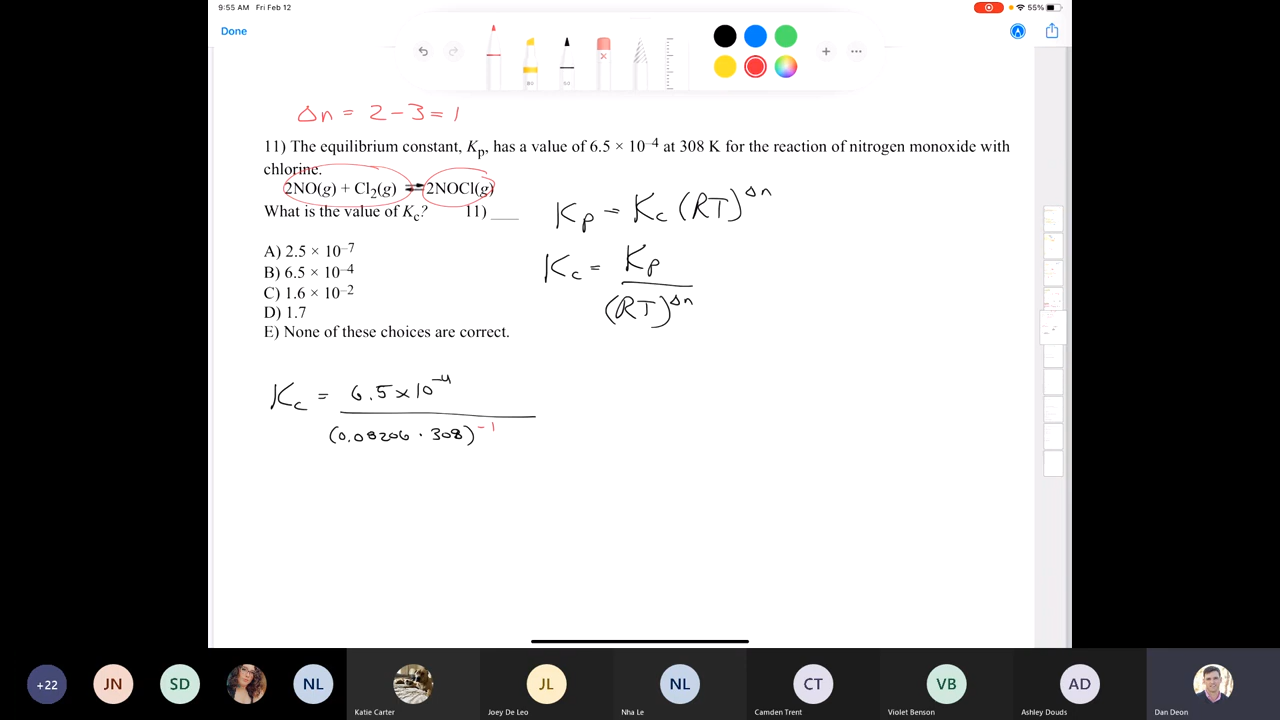 9:55 AM Fri Feb 12
55%
Done
Δn = 2 - 3 = 1
11) The equilibrium constant, Kp, has a value of 6.5 × 10⁻⁴ at 308 K for the reaction of nitrogen monoxide with
chlorine.
2NO(g) + Cl₂(g) ⇌ 2NOCl(g)
What is the value of Kc? 11) ____
A) 2.5 × 10⁻⁷
B) 6.5 × 10⁻⁴
C) 1.6 × 10⁻²
D) 1.7
E) None of these choices are correct.
Kp = Kc (RT)^Δn
Kc = Kp / (RT)^Δn
Kc = 6.5 x 10⁻⁴ / (0.08206 · 308)⁻¹
+22
JN
SD
NL
Katie Carter
JL
Joey De Leo
NL
Nha Le
CT
Camden Trent
VB
Violet Benson
AD
Ashley Douds
Dan Deon